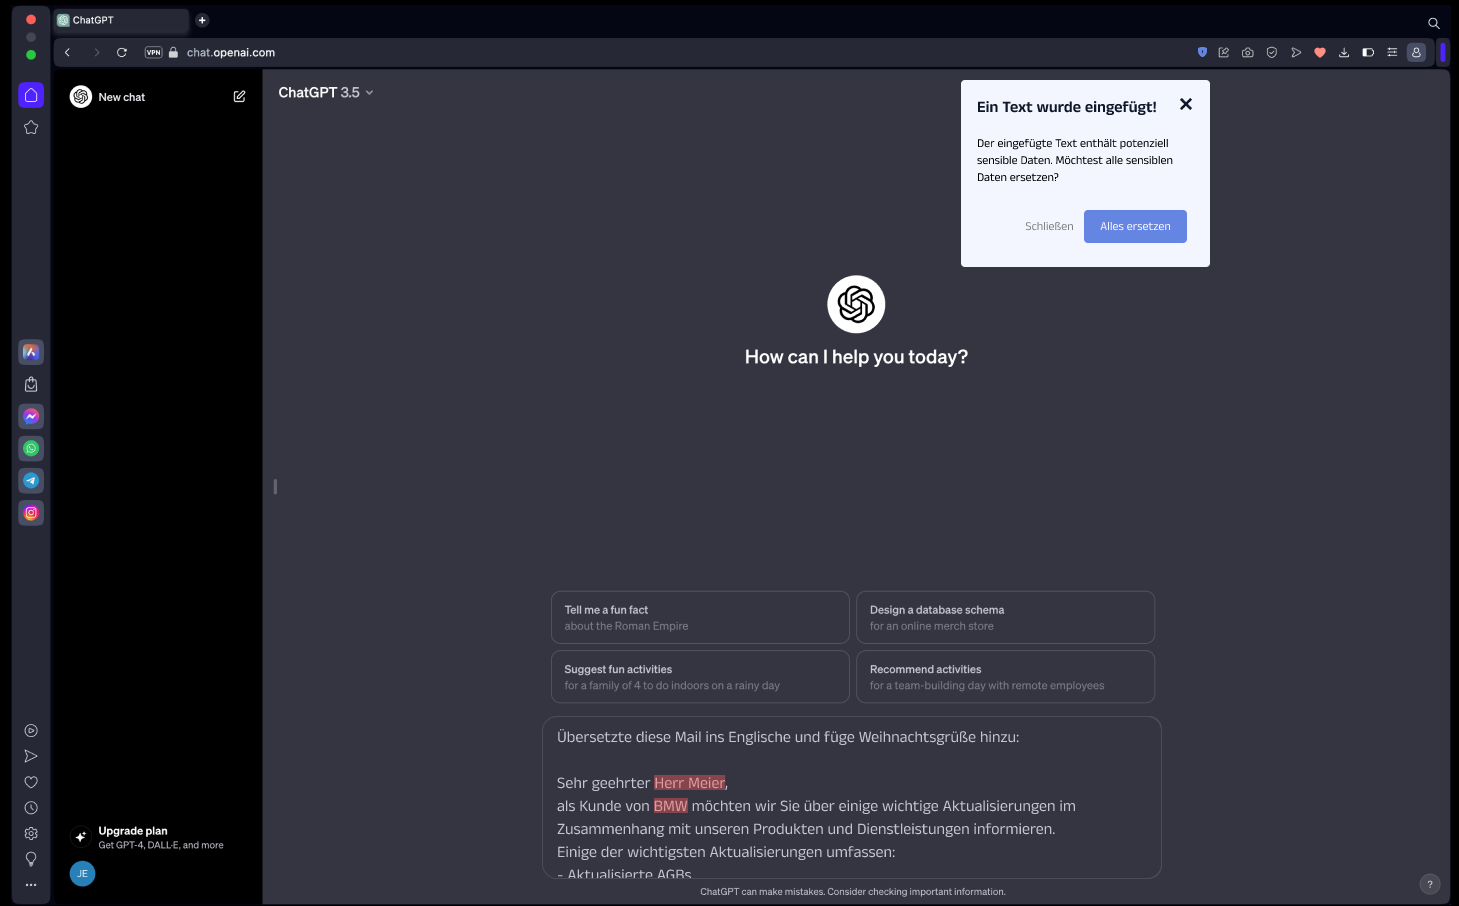 ChatGPT
VPN
chat.openai.com
New chat
ChatGPT 3.5
Ein Text wurde eingefügt!
Der eingefügte Text enthält potenziell
sensible Daten. Möchtest alle sensiblen
Daten ersetzen?
Schließen
Alles ersetzen
How can I help you today?
Tell me a fun fact
about the Roman Empire
Design a database schema
for an online merch store
Suggest fun activities
for a family of 4 to do indoors on a rainy day
Recommend activities
for a team-building day with remote employees
Übersetzte diese Mail ins Englische und füge Weihnachtsgrüße hinzu:
Sehr geehrter Herr Meier,
als Kunde von BMW möchten wir Sie über einige wichtige Aktualisierungen im
Zusammenhang mit unseren Produkten und Dienstleistungen informieren.
Einige der wichtigsten Aktualisierungen umfassen:
- Aktualisierte AGBs
Upgrade plan
Get GPT-4, DALL·E, and more
JE
ChatGPT can make mistakes. Consider checking important information.
?